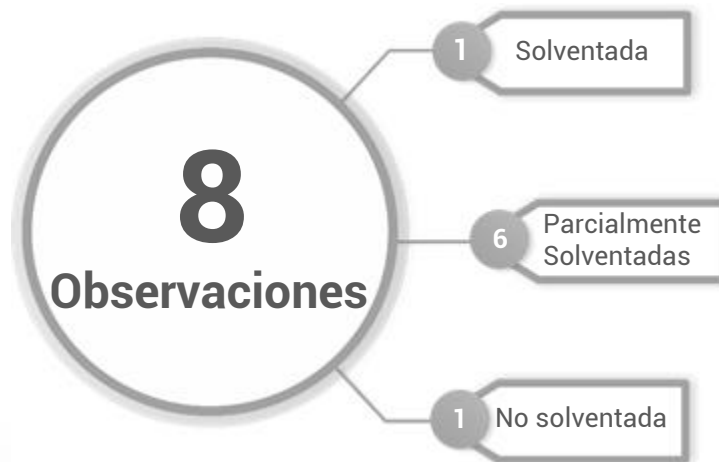 8
Observaciones
1
Solventada
6
Parcialmente
Solventadas
1
No solventada